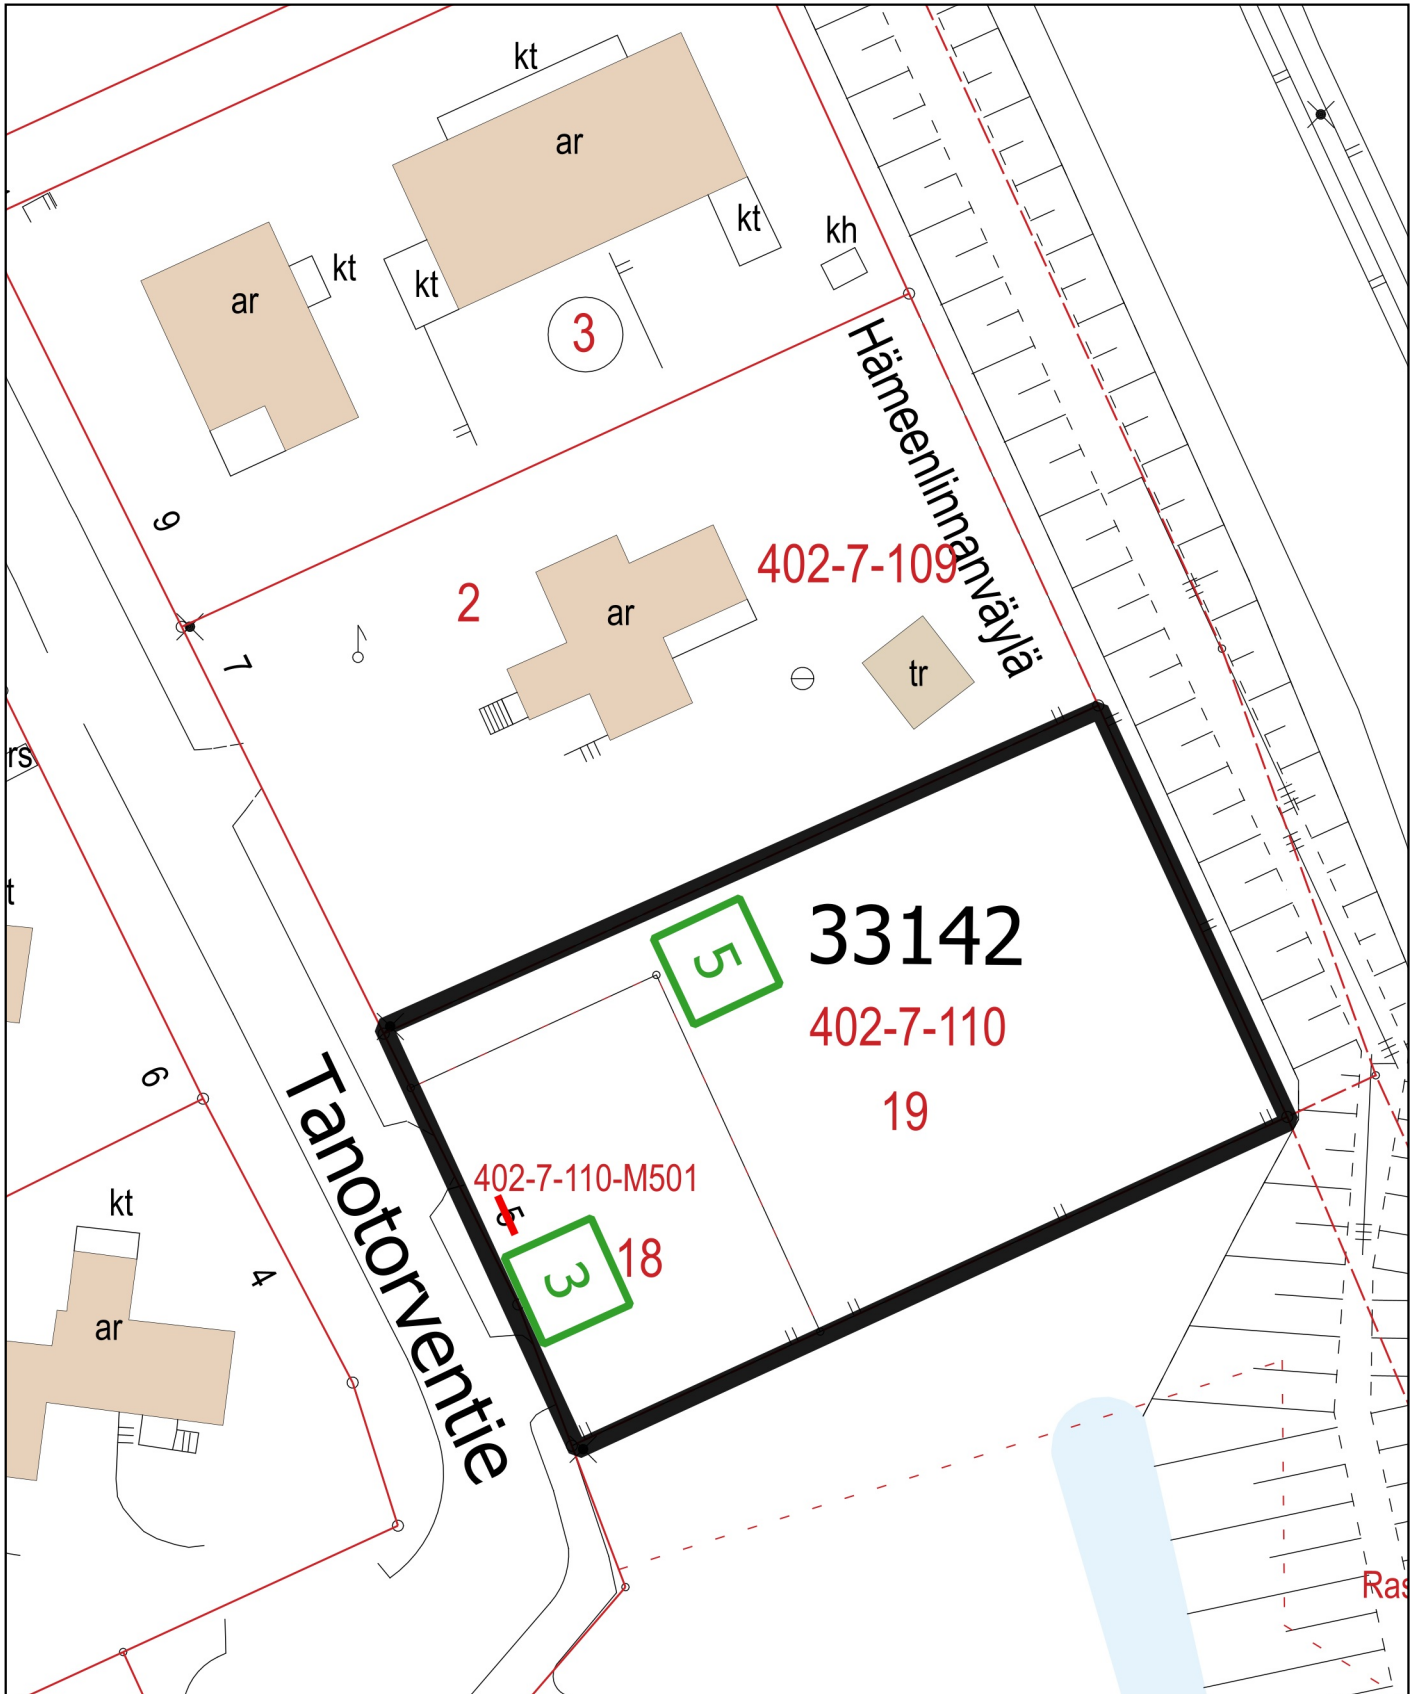 kt
ar
kt
kh
kt
ar
kt
3
Hämeenlinnanväylä
9
2
402-7-109
ar
7
tr
rs
t
5
33142
402-7-110
6
19
Tanotorventie
402-7-110-M501
5
kt
3
18
4
ar
Ras